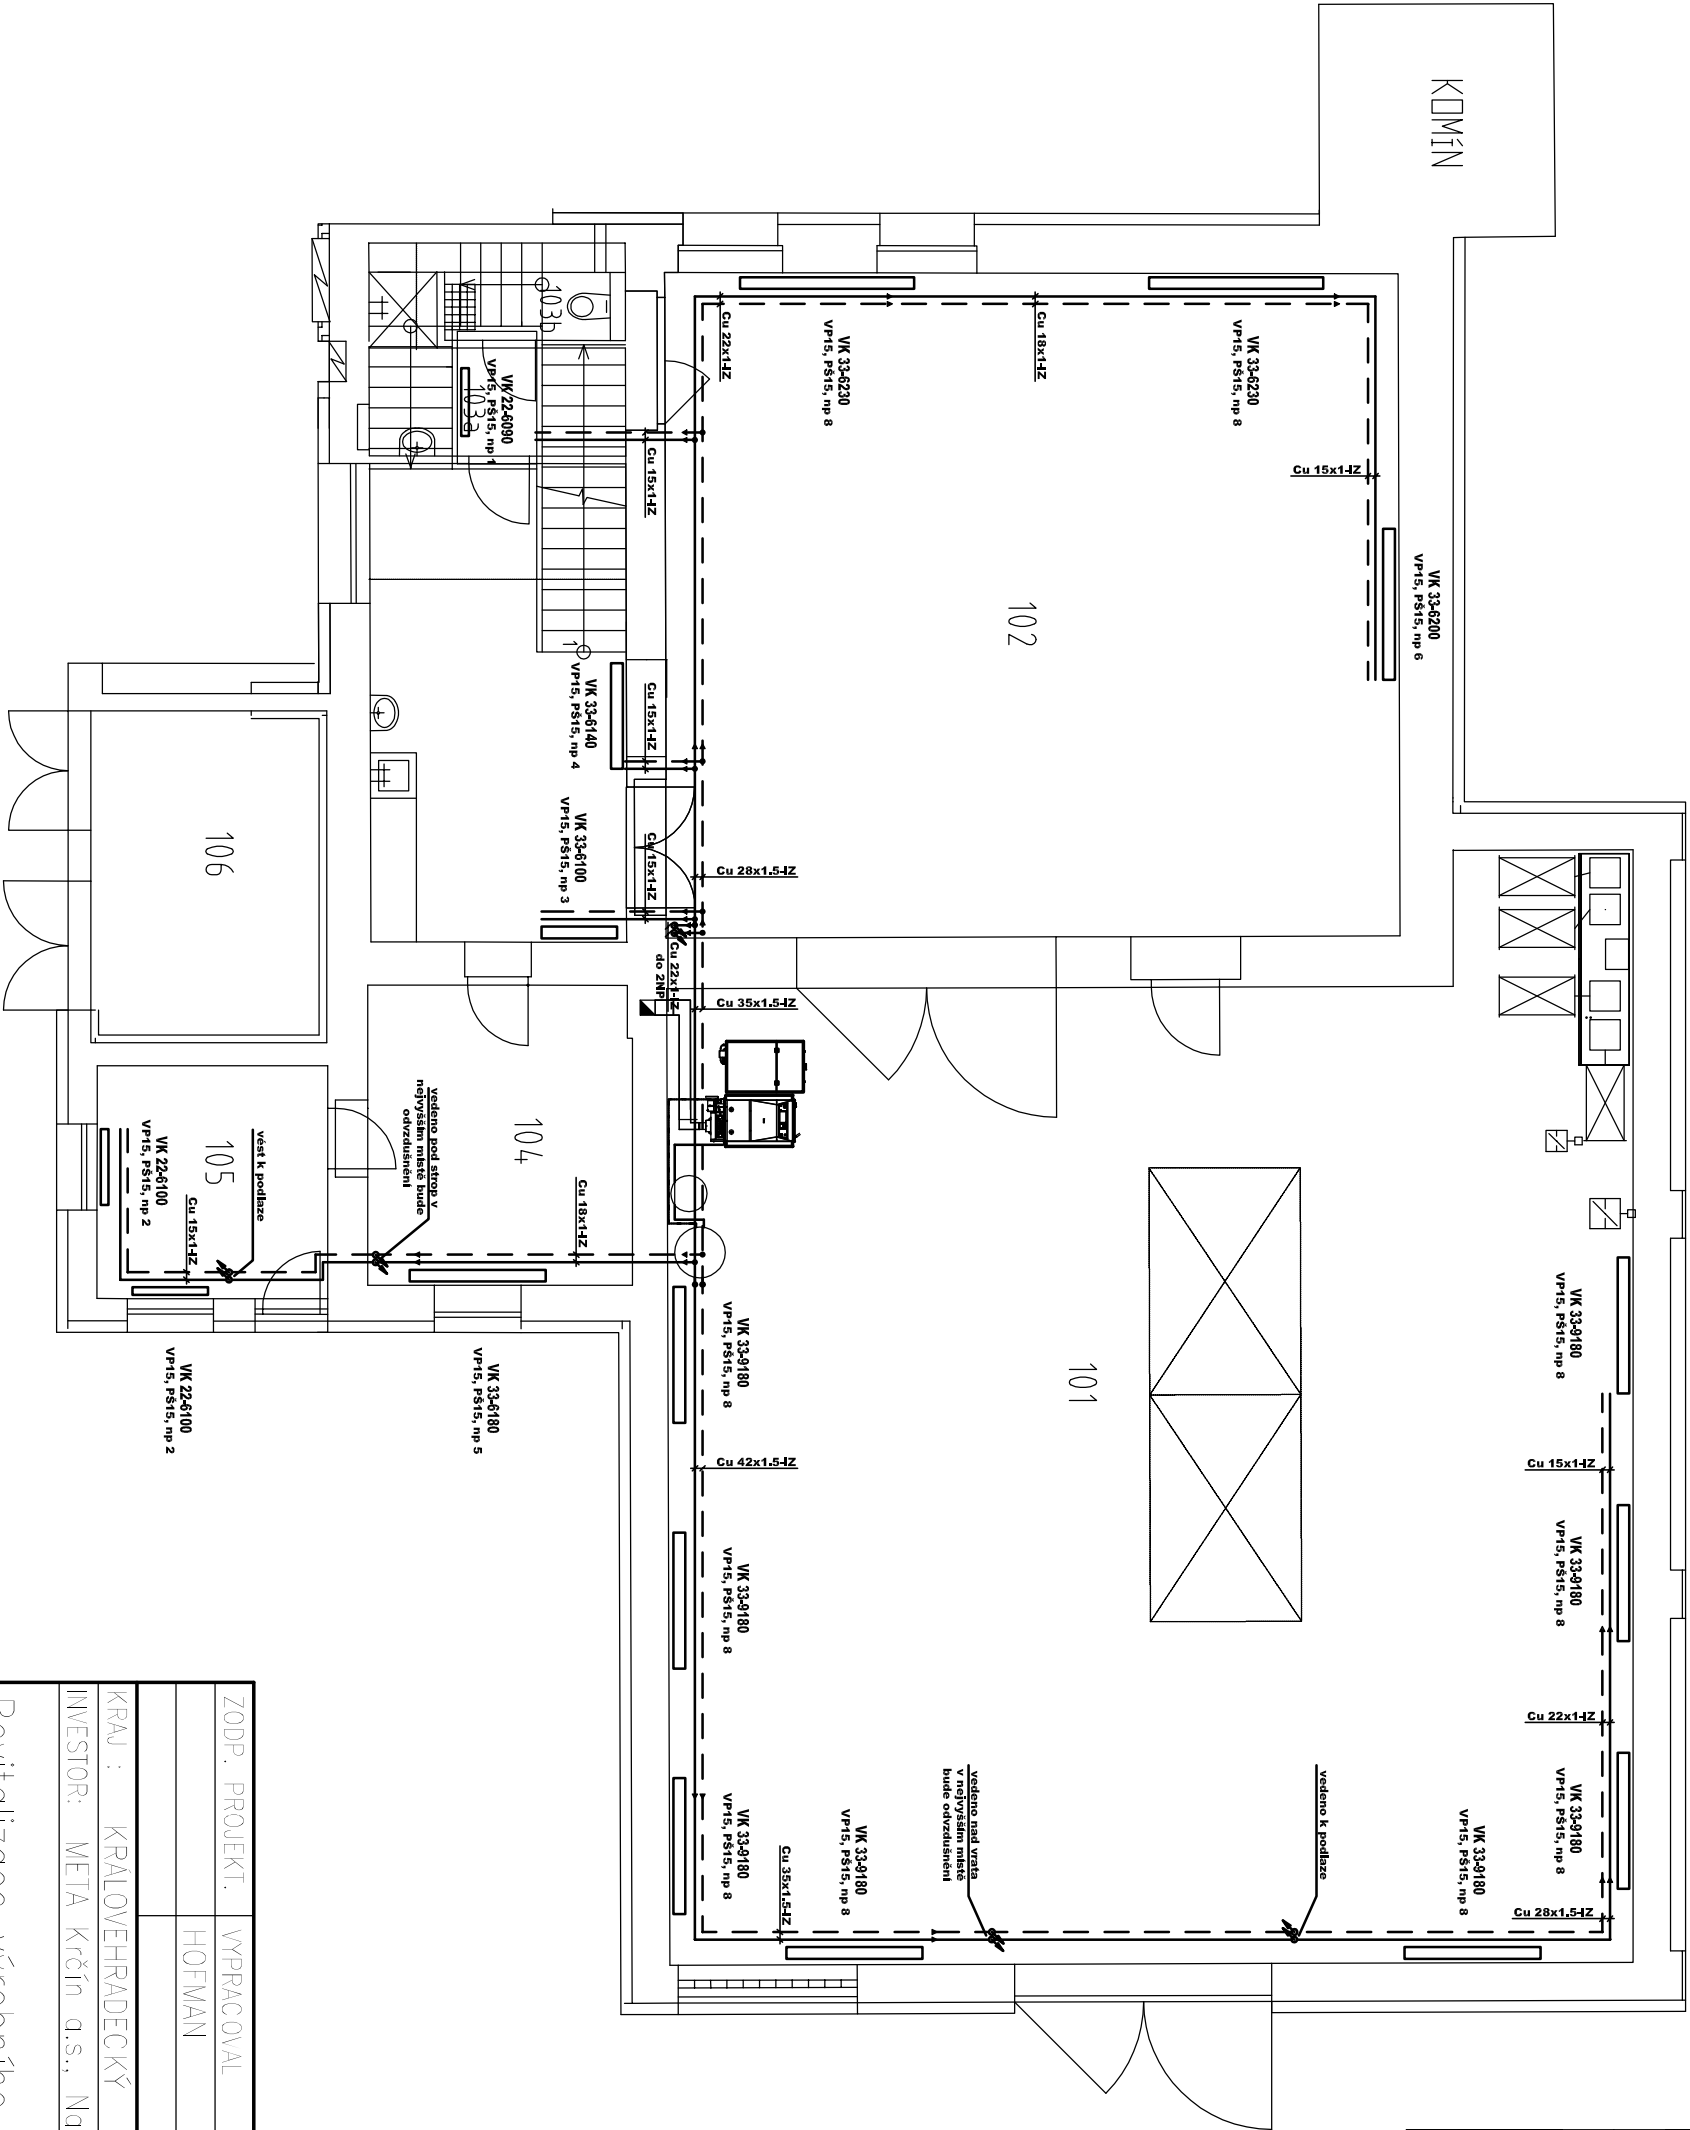 KOMÍN
VK 33-6230
VP15, PŠ15, np 8
VK 33-6230
VP15, PŠ15, np 8
Cu 22x1-IZ
Cu 18x1-IZ
Cu 15x1-IZ
VK 33-6200
VP15, PŠ15, np 6
102
103b
103a
VK 22-6090
VP15, PŠ15, np 1
Cu 15x1-IZ
1
VK 33-6140
VP15, PŠ15, np 4
Cu 15x1-IZ
VK 33-6100
VP15, PŠ15, np 3
Cu 15x1-IZ
Cu 28x1.5-IZ
Cu 22x1-IZ
do 2NP
Cu 35x1.5-IZ
106
104
vedeno pod strop v
nejvyšším místě bude
odvzdušnění
Cu 18x1-IZ
105
vést k podlaze
VK 22-6100
VP15, PŠ15, np 2
Cu 15x1-IZ
VK 22-6100
VP15, PŠ15, np 2
VK 33-6180
VP15, PŠ15, np 5
101
VK 33-9180
VP15, PŠ15, np 8
Cu 42x1.5-IZ
VK 33-9180
VP15, PŠ15, np 8
VK 33-9180
VP15, PŠ15, np 8
Cu 35x1.5-IZ
VK 33-9180
VP15, PŠ15, np 8
vedeno nad vrata
v nejvyšším místě
bude odvzdušnění
vedeno k podlaze
VK 33-9180
VP15, PŠ15, np 8
Cu 28x1.5-IZ
VK 33-9180
VP15, PŠ15, np 8
Cu 22x1-IZ
VK 33-9180
VP15, PŠ15, np 8
Cu 15x1-IZ
VK 33-9180
VP15, PŠ15, np 8
ZODP. PROJEKT. VYPRACOVAL
HOFMAN
KRAJ : KRÁLOVEHRADECKÝ
INVESTOR: META Krčín a.s., Na